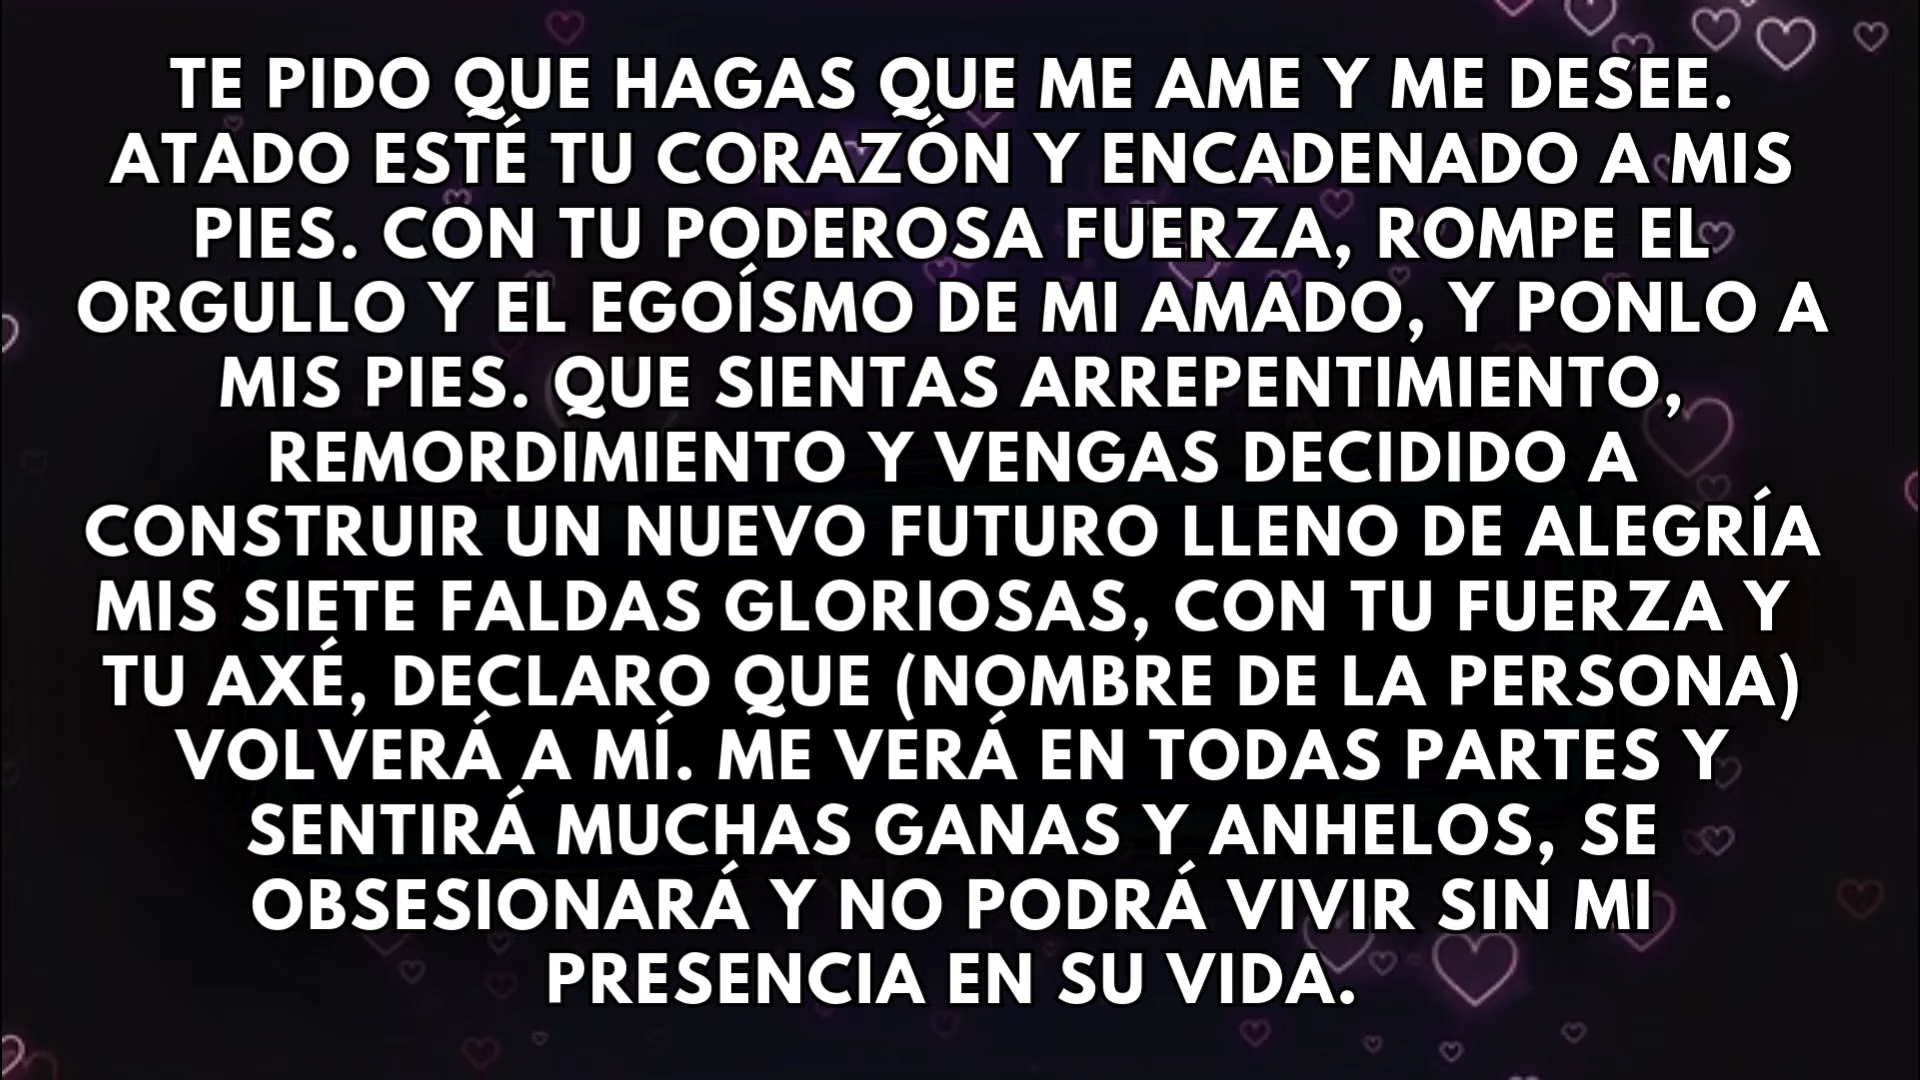 TE PIDO QUE HAGAS QUE ME AME Y ME DESEE.
ATADO ESTÉ TU CORAZÓN Y ENCADENADO A MIS
PIES. CON TU PODEROSA FUERZA, ROMPE EL
ORGULLO Y EL EGOÍSMO DE MI AMADO, Y PONLO A
MIS PIES. QUE SIENTAS ARREPENTIMIENTO,
REMORDIMIENTO Y VENGAS DECIDIDO A
CONSTRUIR UN NUEVO FUTURO LLENO DE ALEGRÍA
MIS SIETE FALDAS GLORIOSAS, CON TU FUERZA Y
TU AXÉ, DECLARO QUE (NOMBRE DE LA PERSONA)
VOLVERÁ A MÍ. ME VERÁ EN TODAS PARTES Y
SENTIRÁ MUCHAS GANAS Y ANHELOS, SE
OBSESIONARÁ Y NO PODRÁ VIVIR SIN MI
PRESENCIA EN SU VIDA.